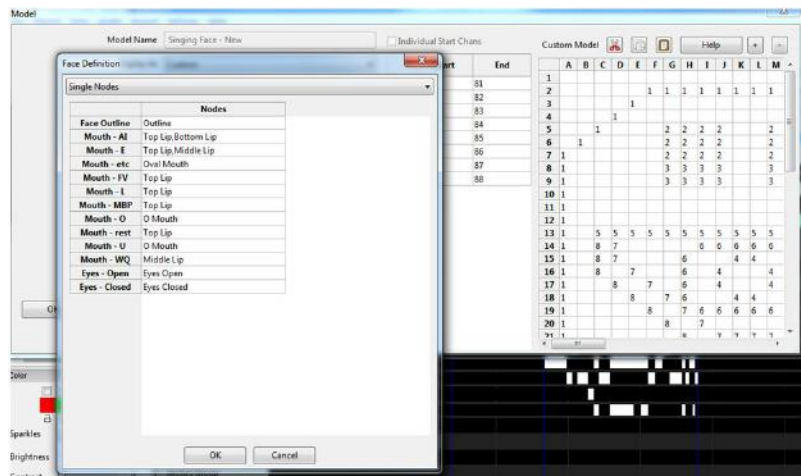 Model
Model Name Singing Face - New Individual Start Chans Custom Model Help + -
Face Definition
Single Nodes
Nodes
Face Outline Outline
Mouth - AI Top Lip,Bottom Lip
Mouth - E Top Lip,Middle Lip
Mouth - etc Oval Mouth
Mouth - FV Top Lip
Mouth - L Top Lip
Mouth - MBP Top Lip
Mouth - O O Mouth
Mouth - rest Top Lip
Mouth - U O Mouth
Mouth - WQ Middle Lip
Eyes - Open Eyes Open
Eyes - Closed Eyes Closed
OK Cancel
End
81
82
83
84
85
86
87
88
A B C D E F G H I J K L M
1
2 1 1 1 1 1 1 1 1
3 1
4 1
5 1 2 2 2 2 2
6 1 2 2 2 2 2
7 1 2 2 2 2 2
8 1 3 3 3 3 3
9 1 3 3 3 3 3
10 1
11 1
12 1
13 1 5 5 5 5 5 5 5 5 5 5 5
14 1 8 7 6 6 6 6 6
15 1 8 7 6 4 4
16 1 8 7 6 4 4
17 1 8 7 6 4 4
18 1 8 7 6 4 4
19 1 8 7 6 6 6 6 6
20 1 8 7
Color
Sparkles
Brightness